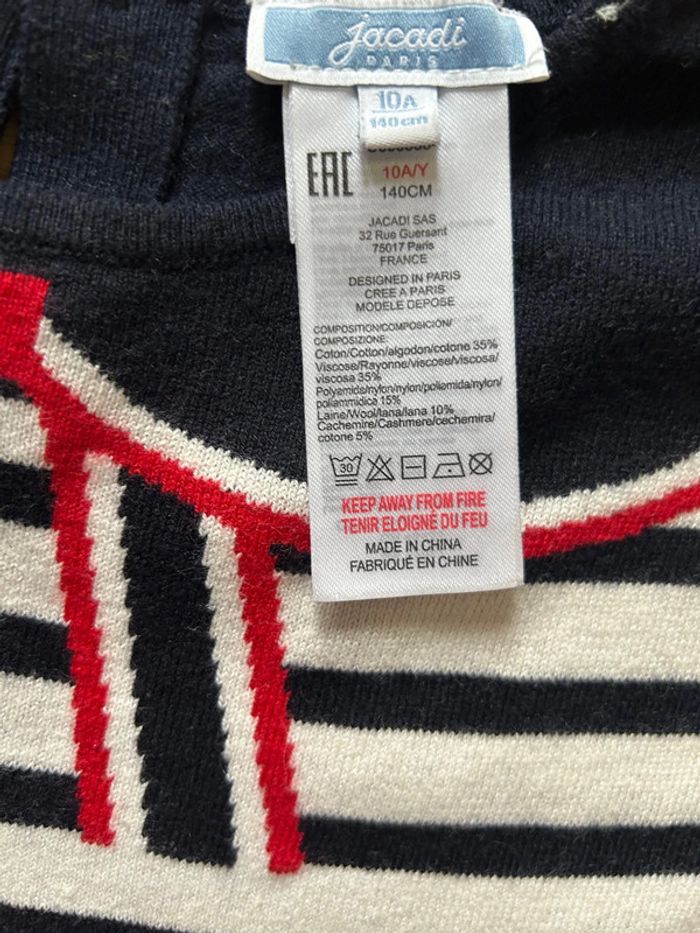 jacadi
PARIS
10A
140cm
EAC
10A/Y
140CM
JACADI SAS
32 Rue Guersant
75017 Paris
FRANCE
DESIGNED IN PARIS
CREE A PARIS
MODELE DEPOSE
COMPOSITION/COMPOSICIÓN/
COMPOSIZIONE:
Coton/Cotton/algodon/cotone 35%
Viscose/Rayonne/viscose/viscosa/
viscosa 35%
Polyamide/nylon/nylon/poliamida/nylon/
poliammidica 15%
Laine/Wool/lana/lana 10%
Cachemire/Cashmere/cechemira/
cotone 5%
30
KEEP AWAY FROM FIRE
TENIR ELOIGNÉ DU FEU
MADE IN CHINA
FABRIQUÉ EN CHINE